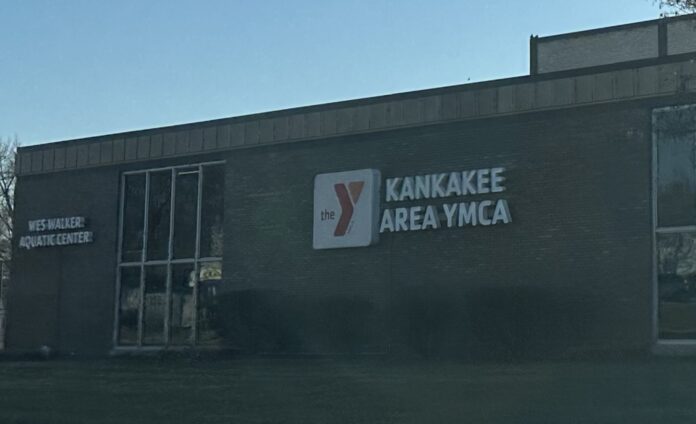 WES WALKER
AQUATIC CENTER
the Y
KANKAKEE
AREA YMCA